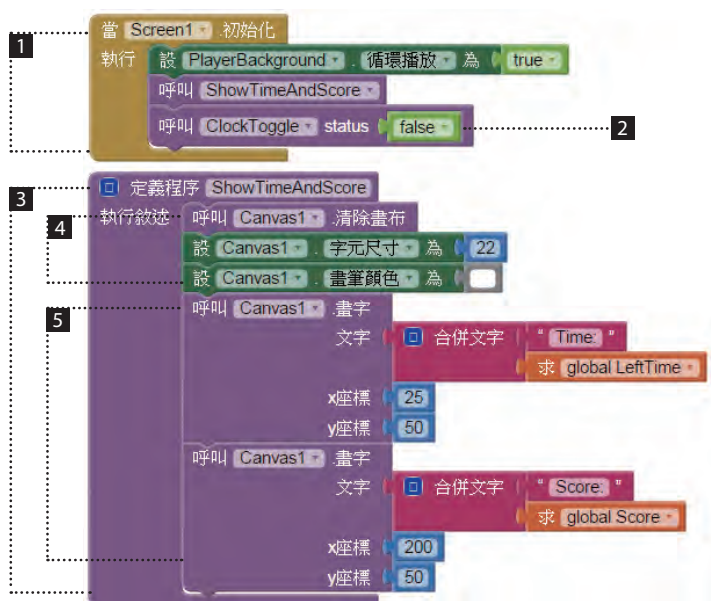 當 Screen1 .初始化
1
執行 設 PlayerBackground . 循環播放 為 true
呼叫 ShowTimeAndScore
呼叫 ClockToggle status false 2
定義程序 ShowTimeAndScore
3
執行敘述 呼叫 Canvas1 .清除畫布
4
設 Canvas1 . 字元尺寸 為 22
設 Canvas1 . 畫筆顏色 為
呼叫 Canvas1 .畫字
5
文字 合併文字 " Time: "
求 global LeftTime
x座標 25
y座標 50
呼叫 Canvas1 .畫字
文字 合併文字 " Score: "
求 global Score
x座標 200
y座標 50